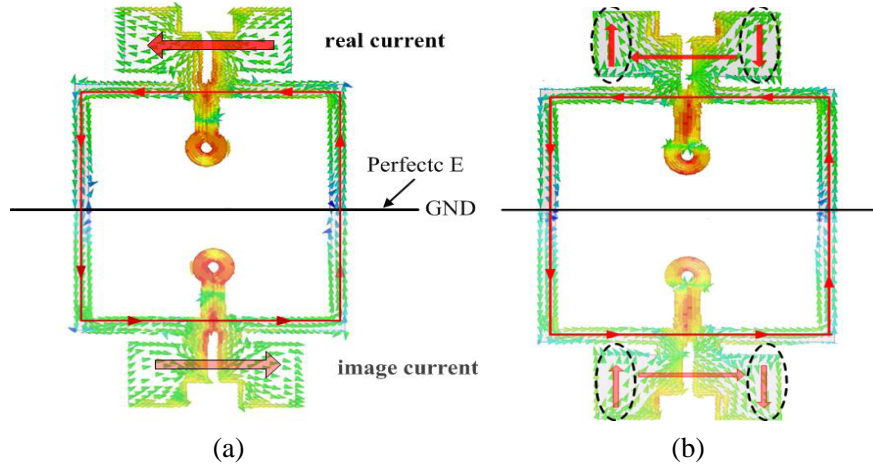 real current
Perfectc E
GND
image current
(a)
(b)